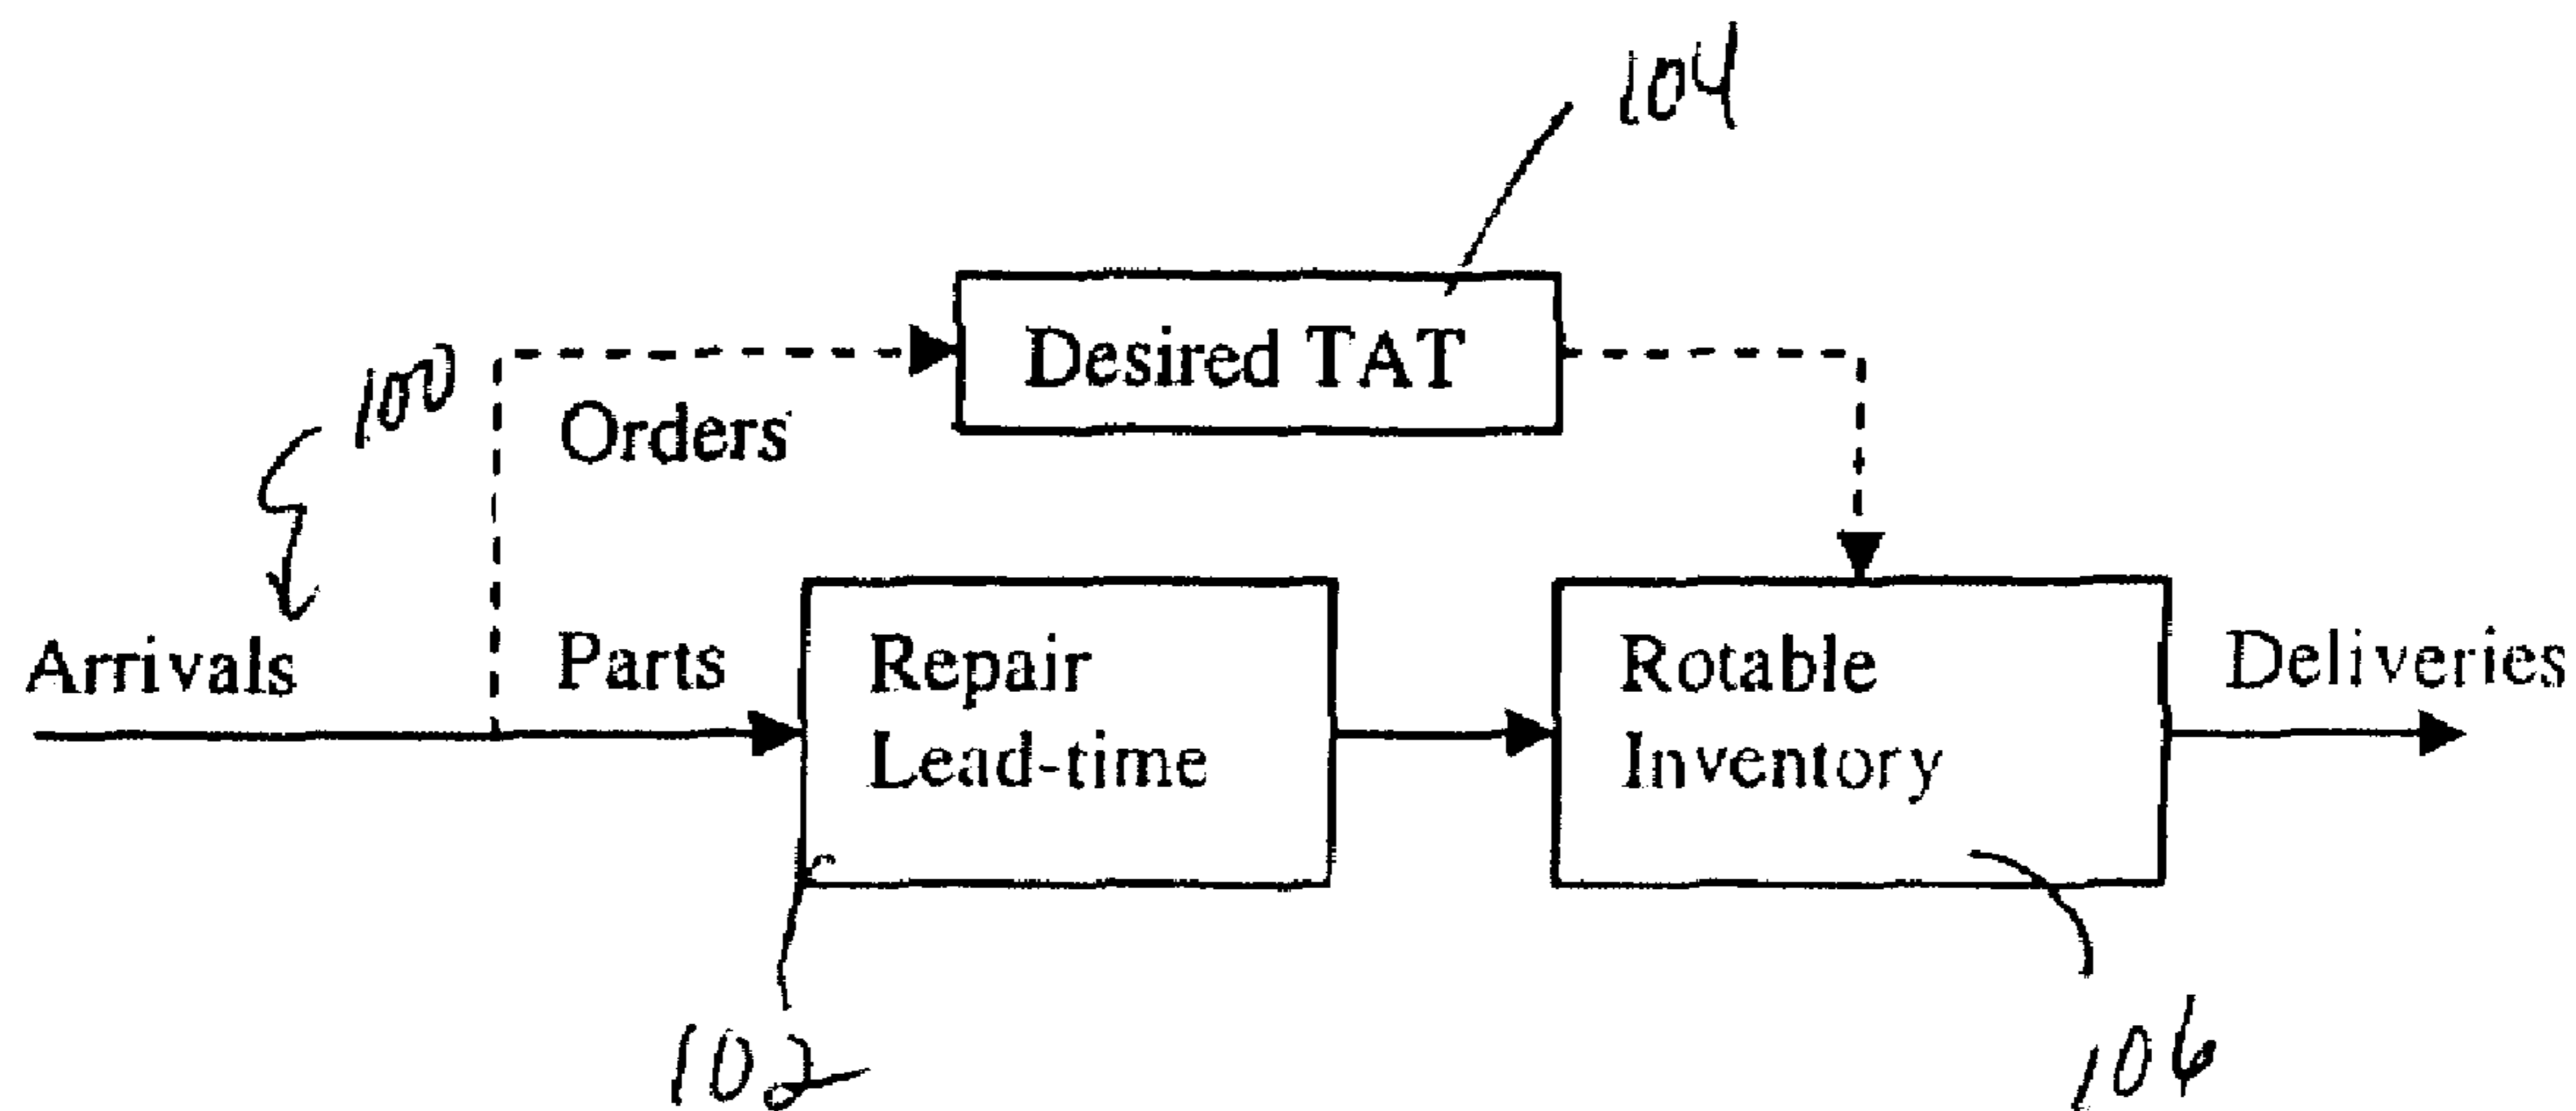 104
Desired TAT
100
Orders
Arrivals
Parts
Repair
Lead-time
Rotable
Inventory
Deliveries
102
106